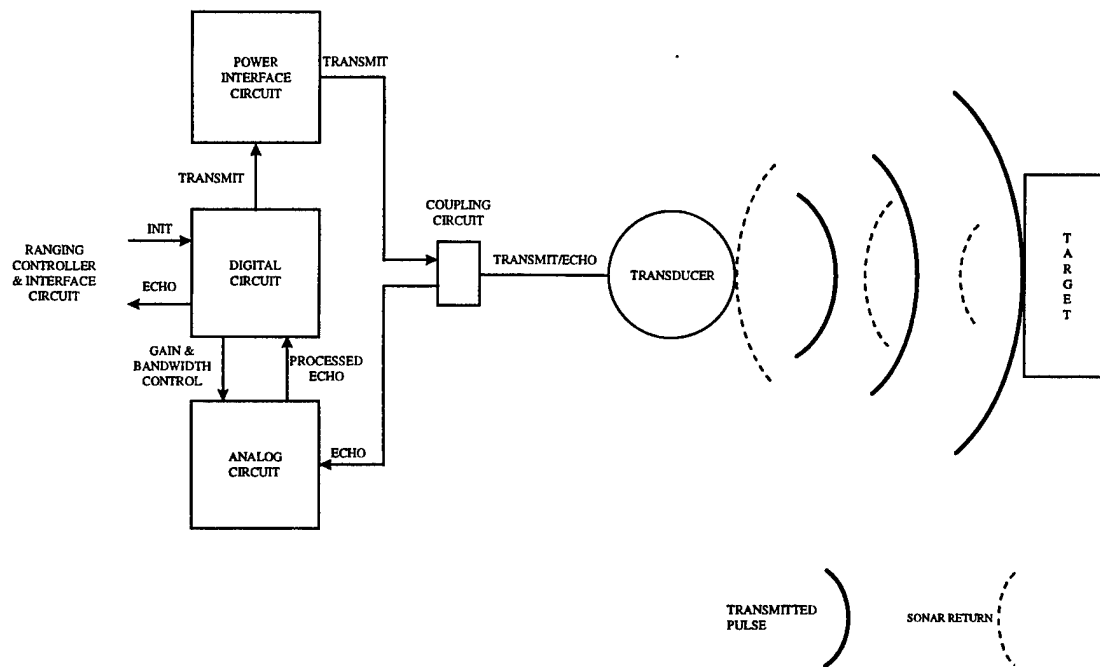 POWER
INTERFACE
CIRCUIT
TRANSMIT
TRANSMIT
COUPLING
CIRCUIT
INIT
RANGING
CONTROLLER
& INTERFACE
CIRCUIT
ECHO
DIGITAL
CIRCUIT
TRANSMIT/ECHO
TRANSDUCER
TARGET
GAIN &
BANDWIDTH
CONTROL
PROCESSED
ECHO
ANALOG
CIRCUIT
ECHO
TRANSMITTED
PULSE
SONAR RETURN